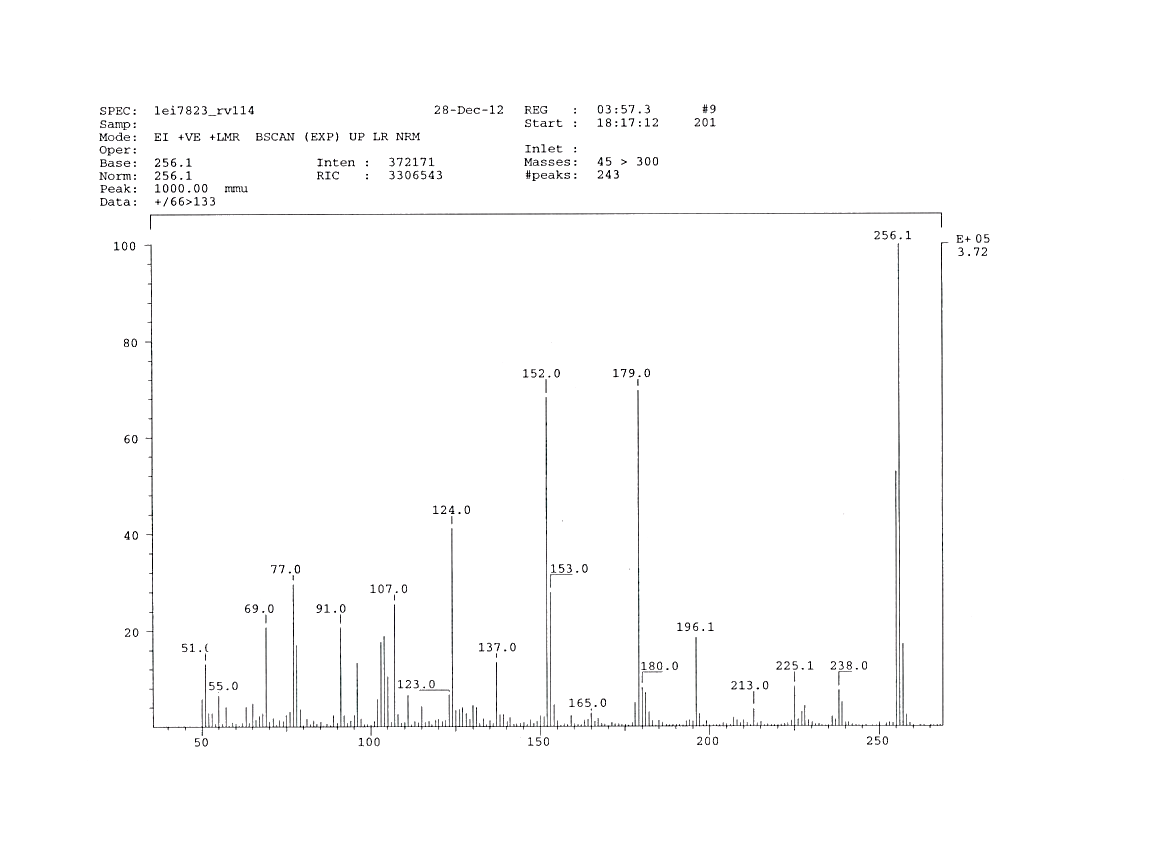 SPEC: lei7823_rv114 28-Dec-12 REG : 03:57.3 #9
Samp: Start : 18:17:12 201
Mode: EI +VE +LMR BSCAN (EXP) UP LR NRM
Oper: Inlet :
Base: 256.1 Inten : 372171 Masses: 45 > 300
Norm: 256.1 RIC : 3306543 #peaks: 243
Peak: 1000.00 mmu
Data: +/66>133
256.1
E+05
100
3.72
80
152.0 179.0
60
124.0
40
77.0 153.0
107.0
69.0 91.0
20
196.1
51.(
137.0
180.0 225.1 238.0
55.0 123.0 213.0
165.0
50 100 150 200 250